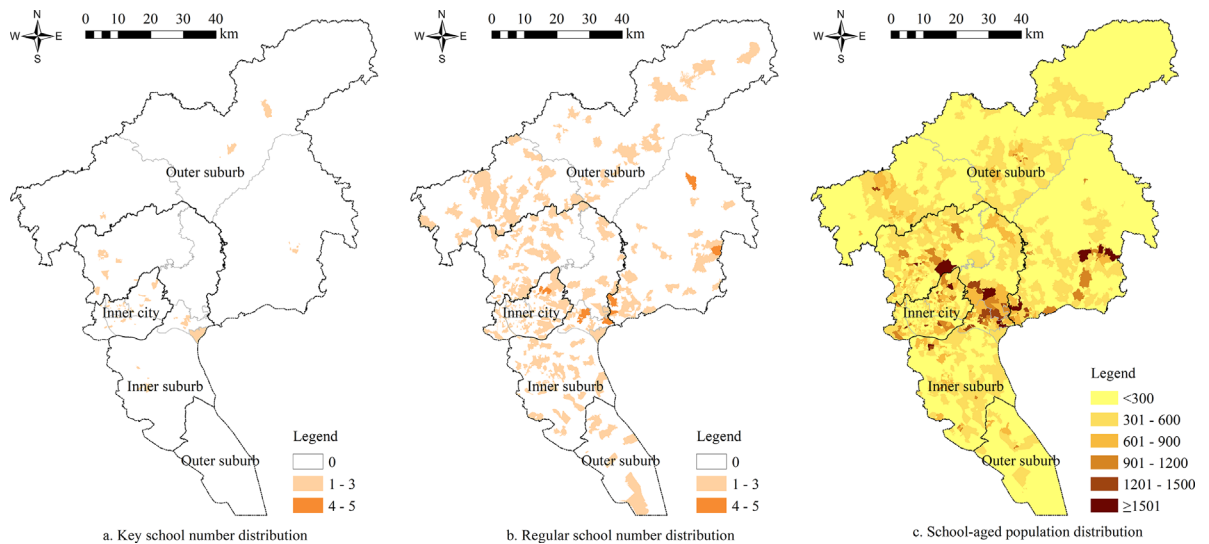 0 10 20 30 40
km
N
W E
S
Outer suburb
Inner city
Inner suburb
Outer suburb
Legend
0
1 - 3
4 - 5
a. Key school number distribution
0 10 20 30 40
km
N
W E
S
Outer suburb
Inner city
Inner suburb
Outer suburb
Legend
0
1 - 3
4 - 5
b. Regular school number distribution
0 10 20 30 40
km
N
W E
S
Outer suburb
Inner city
Inner suburb
Outer suburb
Legend
<300
301 - 600
601 - 900
901 - 1200
1201 - 1500
≥1501
c. School-aged population distribution